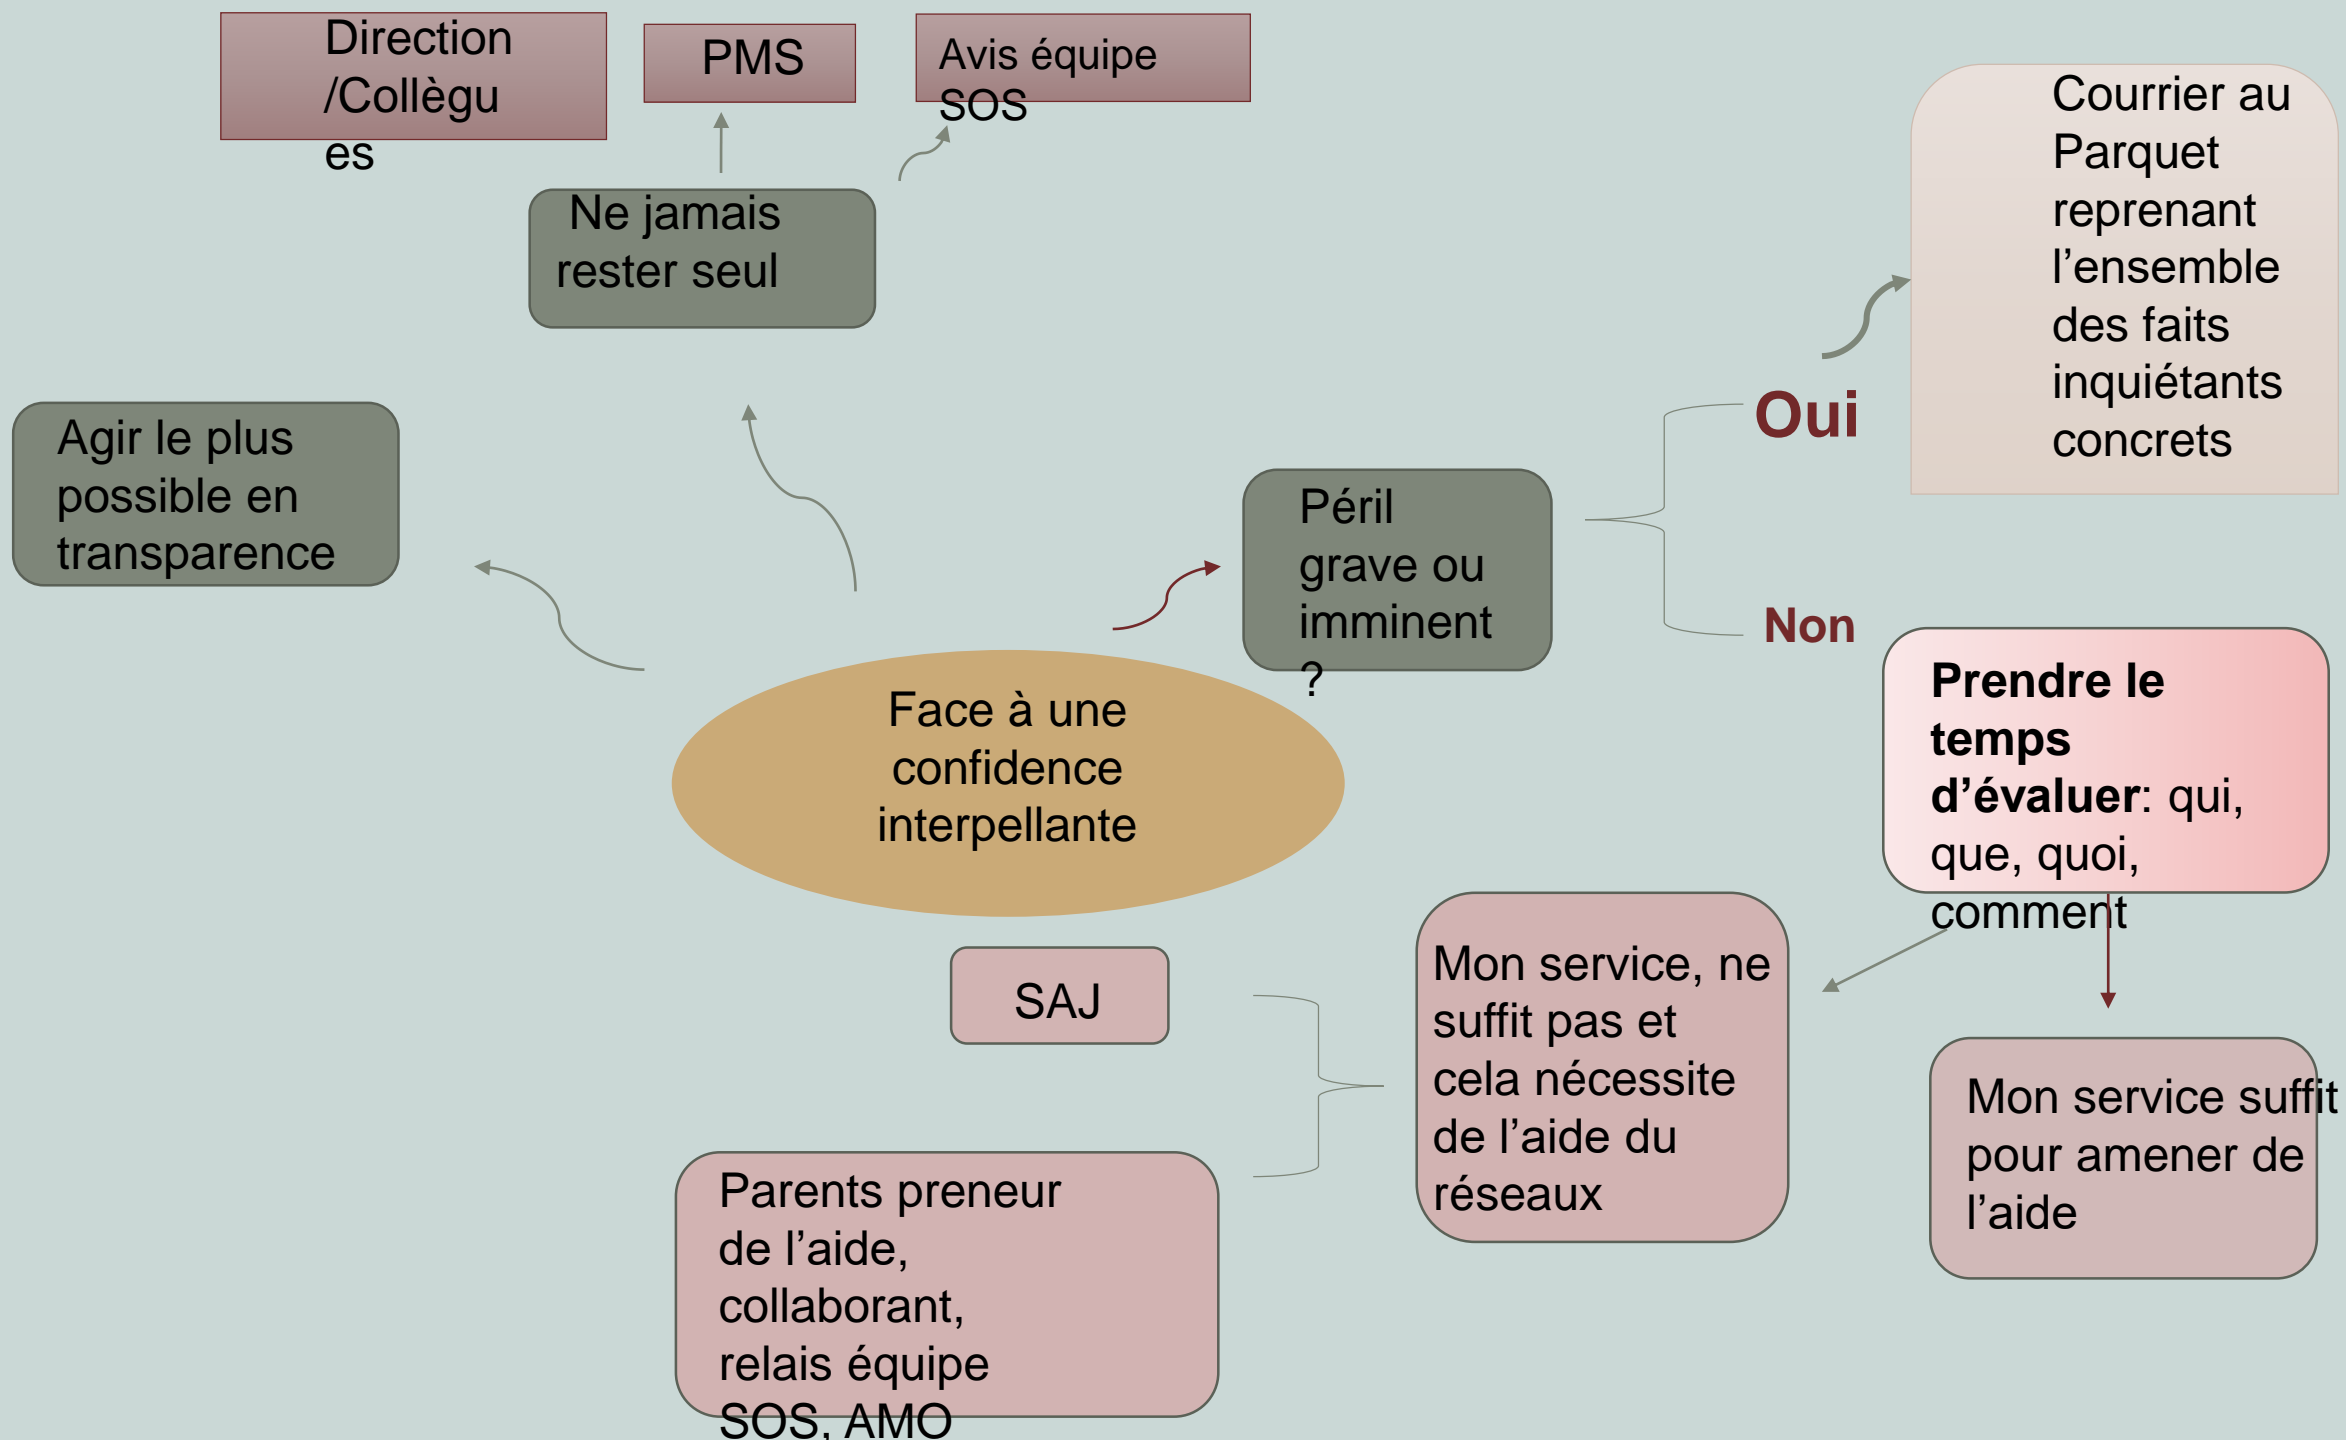 Direction
/Collègu
es
PMS
Avis équipe
SOS
Ne jamais
rester seul
Agir le plus
possible en
transparence
Courrier au
Parquet
reprenant
l’ensemble
des faits
inquiétants
concrets
Oui
Péril
grave ou
imminent
?
Non
Face à une
confidence
interpellante
Prendre le
temps
d’évaluer: qui,
que, quoi,
comment
SAJ
Mon service, ne
suffit pas et
cela nécessite
de l’aide du
réseaux
Mon service suffit
pour amener de
l’aide
Parents preneur
de l’aide,
collaborant,
relais équipe
SOS, AMO